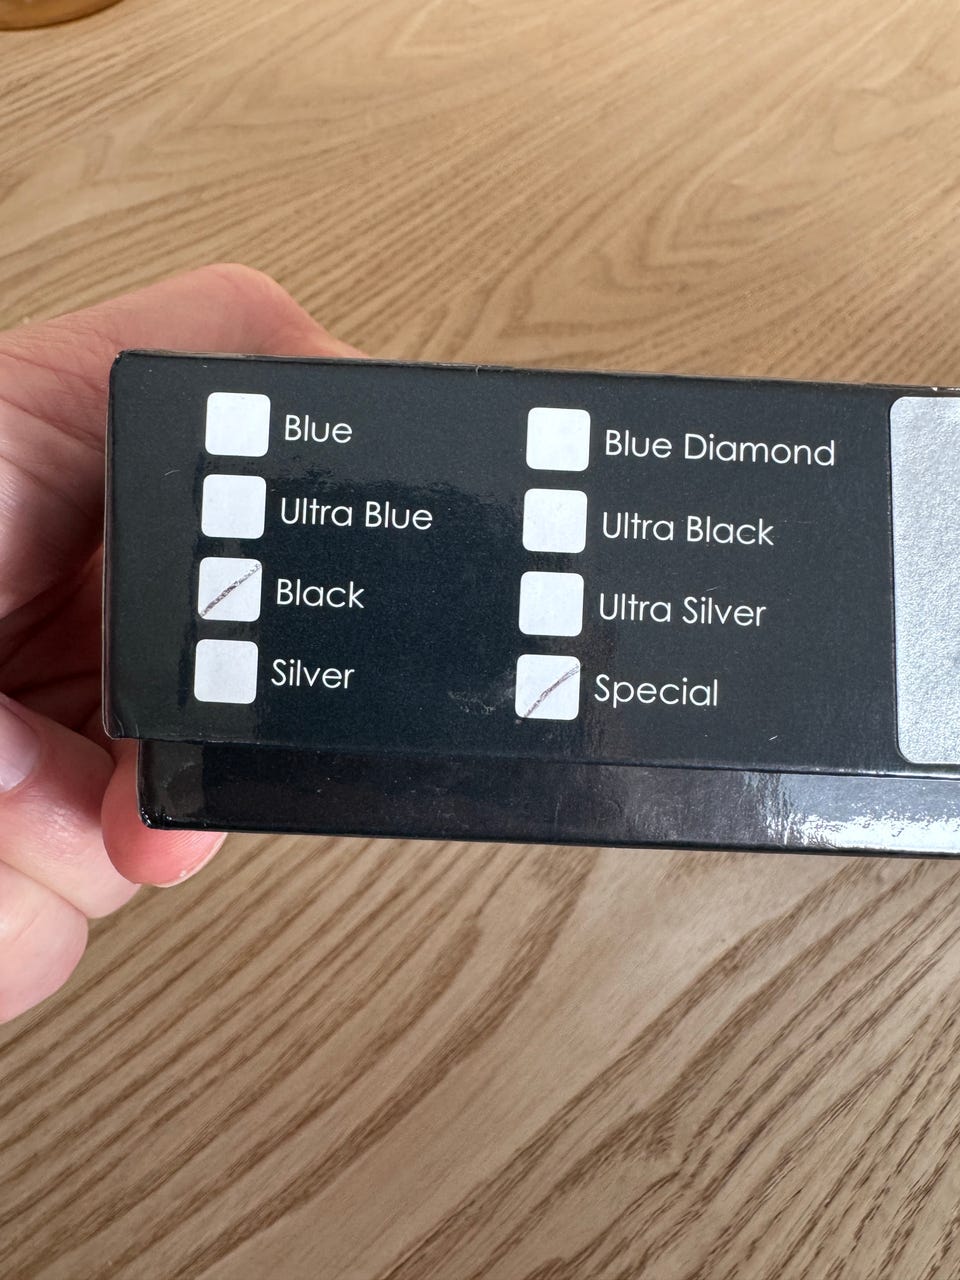 Blue
Ultra Blue
Black
Silver
Blue Diamond
Ultra Black
Ultra Silver
Special